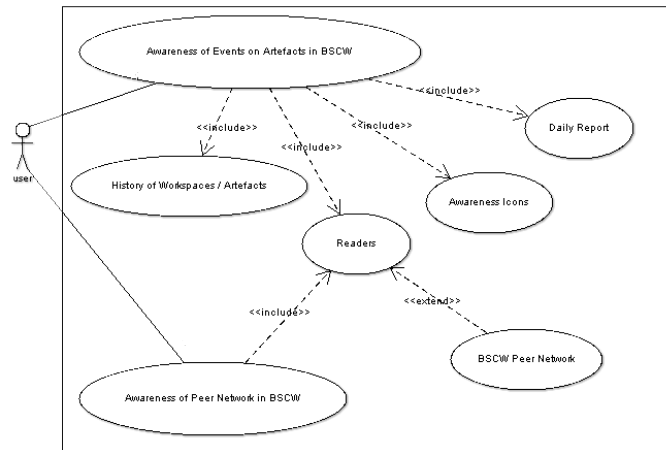 Awareness of Events on Artefacts in BSCW
<<include>>
Daily Report
<<include>>
<<include>>
<<include>>
user
History of Workspaces / Artefacts
Awareness Icons
Readers
<<include>>
<<extend>>
BSCW Peer Network
Awareness of Peer Network in BSCW